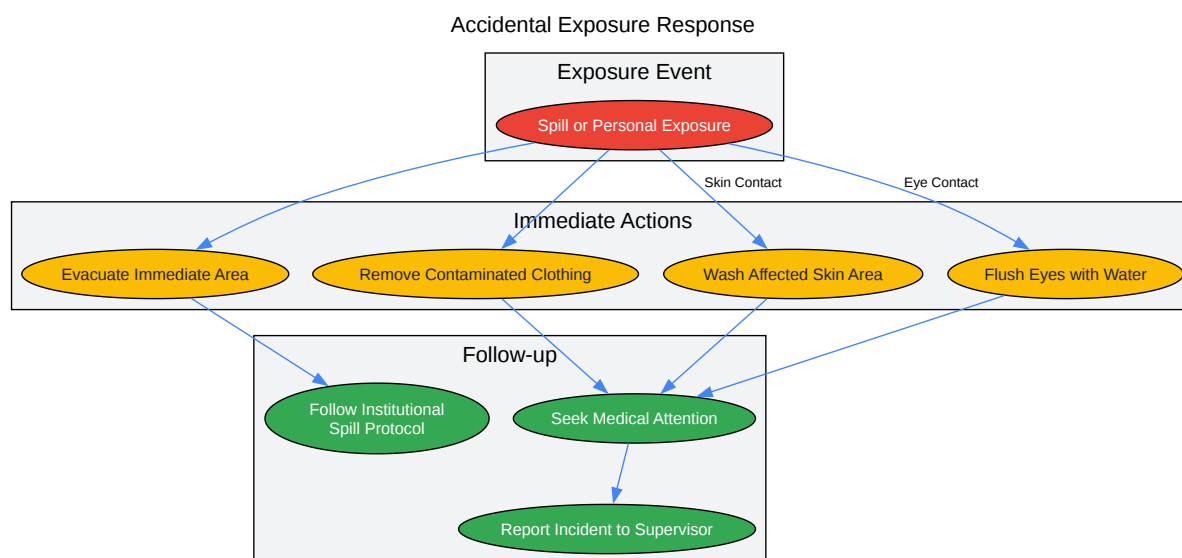 Accidental Exposure Response
Exposure Event
Spill or Personal Exposure
Skin Contact
Eye Contact
Immediate Actions
Evacuate Immediate Area
Remove Contaminated Clothing
Wash Affected Skin Area
Flush Eyes with Water
Follow-up
Follow Institutional
Spill Protocol
Seek Medical Attention
Report Incident to Supervisor